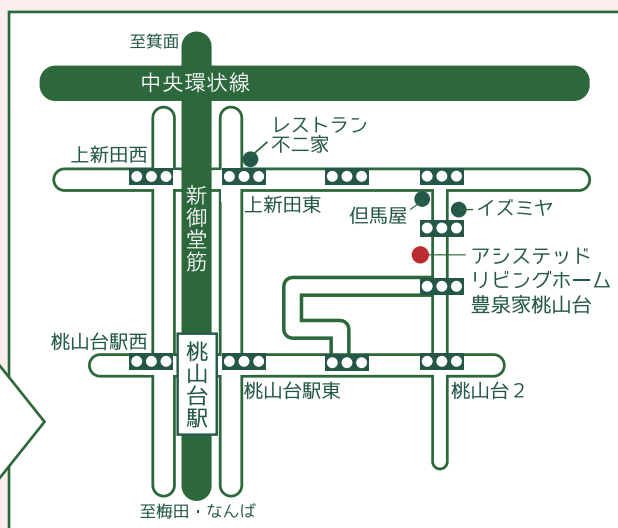 至箕面
中央環状線
レストラン
不二家
上新田西
新御堂筋
上新田東
但馬屋
イズミヤ
アシステッド
リビングホーム
豊泉家桃山台
桃山台駅西
桃山台駅
桃山台駅東
桃山台2
至梅田・なんば